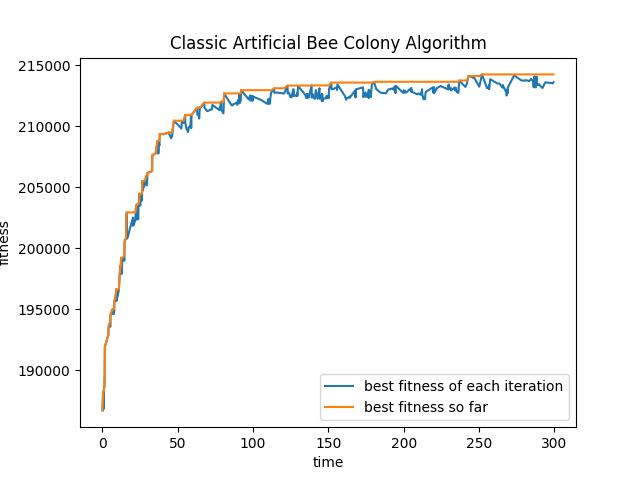 Classic Artificial Bee Colony Algorithm
215000
210000
205000
200000
195000
190000
fitness
best fitness of each iteration
best fitness so far
0 50 100 150 200 250 300
time